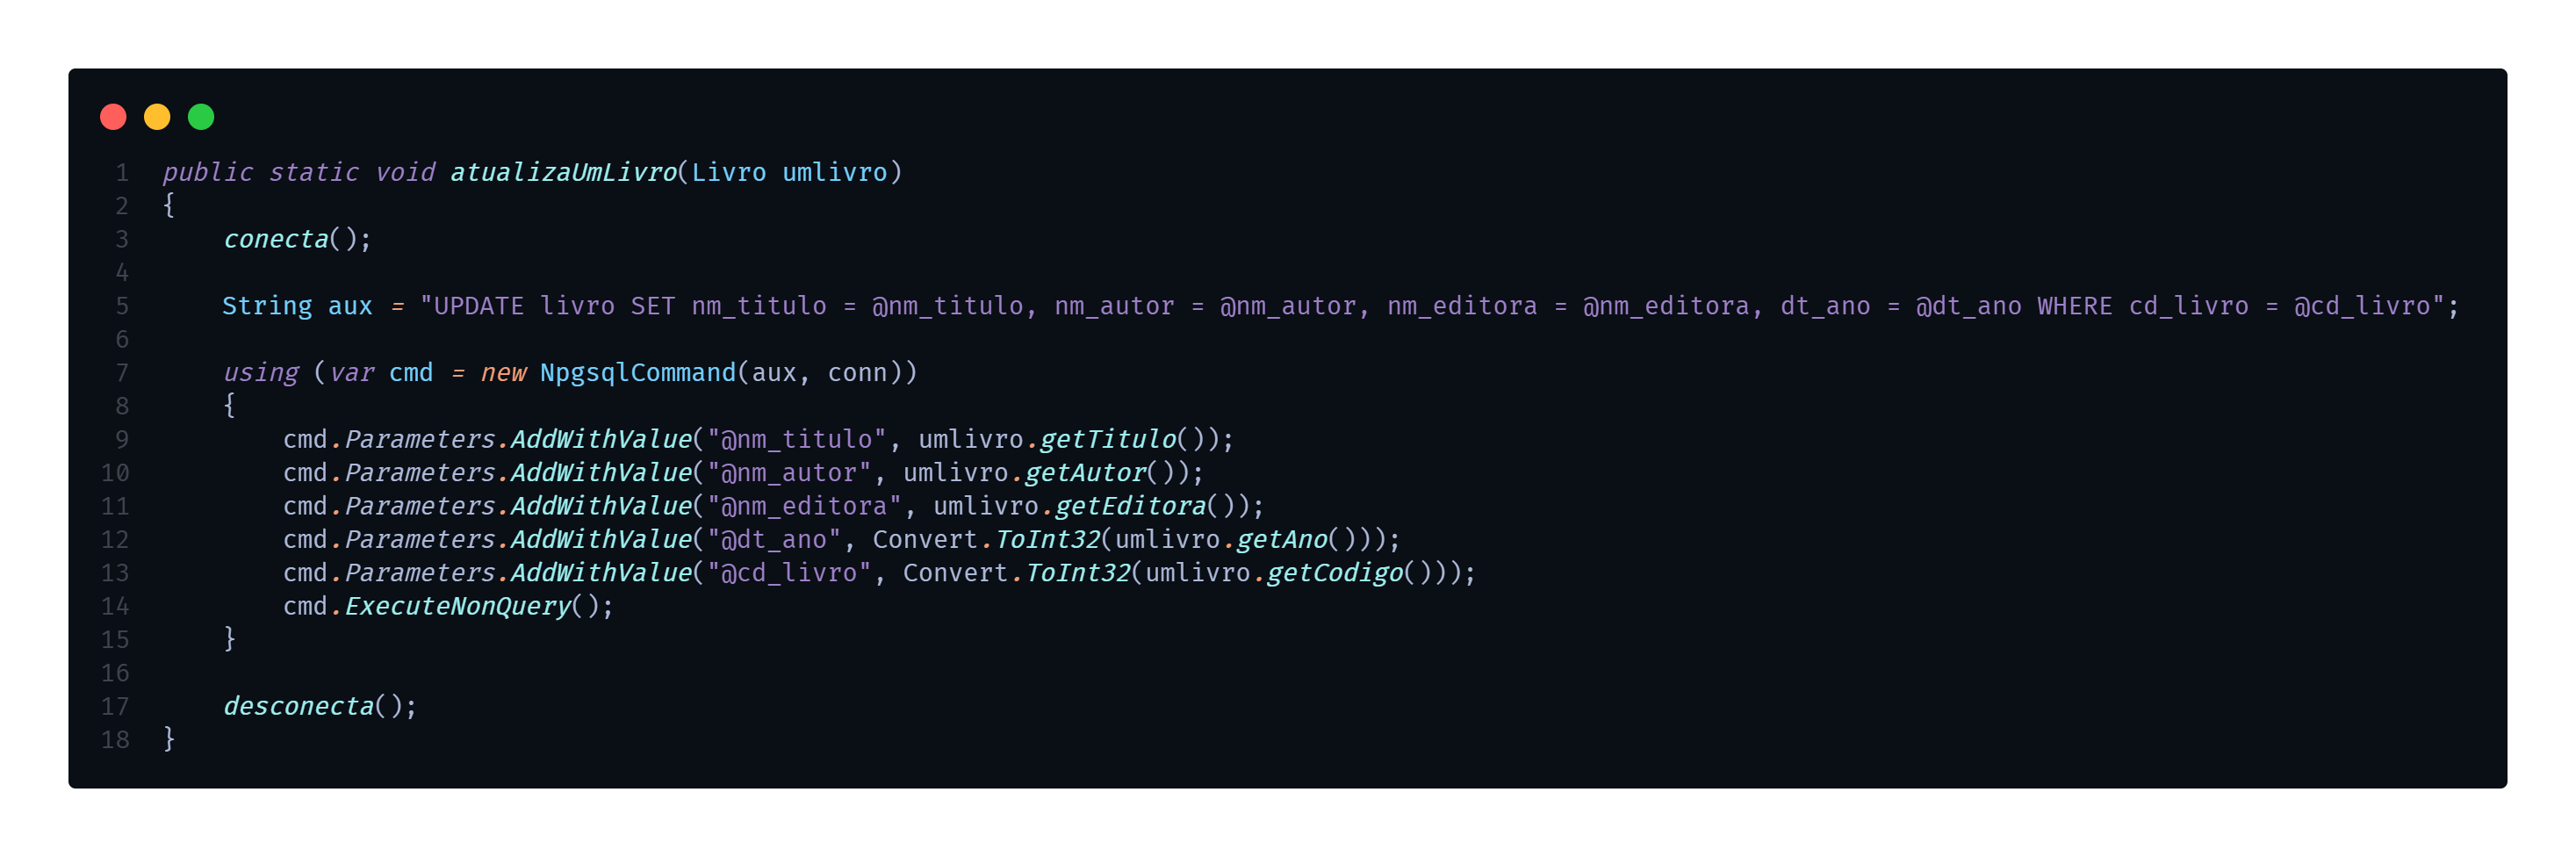 1 public static void atualizaUmLivro(Livro umlivro)
2 {
3     conecta();
4
5     String aux = "UPDATE livro SET nm_titulo = @nm_titulo, nm_autor = @nm_autor, nm_editora = @nm_editora, dt_ano = @dt_ano WHERE cd_livro = @cd_livro";
6
7     using (var cmd = new NpgsqlCommand(aux, conn))
8     {
9         cmd.Parameters.AddWithValue("@nm_titulo", umlivro.getTitulo());
10         cmd.Parameters.AddWithValue("@nm_autor", umlivro.getAutor());
11         cmd.Parameters.AddWithValue("@nm_editora", umlivro.getEditora());
12         cmd.Parameters.AddWithValue("@dt_ano", Convert.ToInt32(umlivro.getAno()));
13         cmd.Parameters.AddWithValue("@cd_livro", Convert.ToInt32(umlivro.getCodigo()));
14         cmd.ExecuteNonQuery();
15     }
16
17     desconecta();
18 }